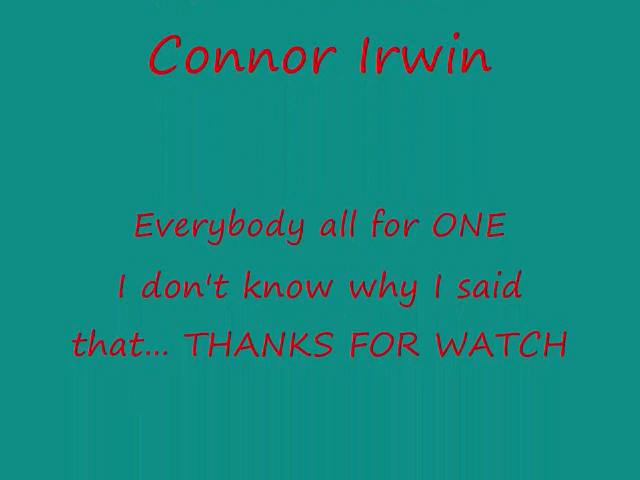 Connor Irwin
Everybody all for ONE
I don't know why I said
that... THANKS FOR WATCH